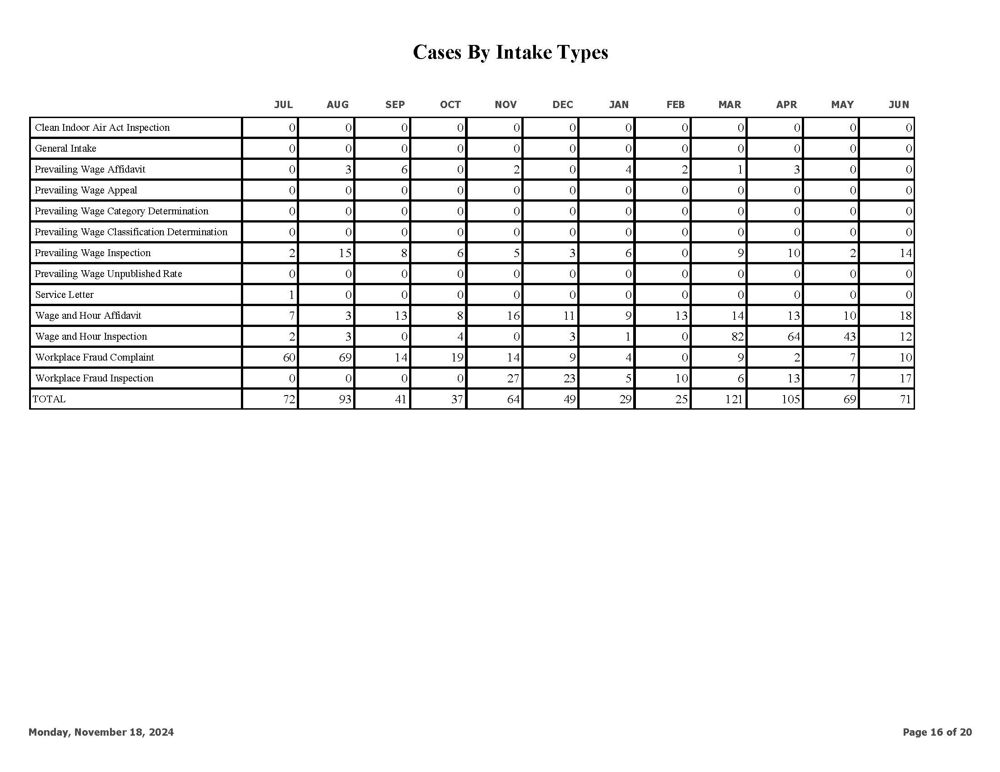 Cases By Intake Types
JUL AUG SEP OCT NOV DEC JAN FEB MAR APR MAY JUN
Clean Indoor Air Act Inspection 0 0 0 0 0 0 0 0 0 0 0 0
General Intake 0 0 0 0 0 0 0 0 0 0 0 0
Prevailing Wage Affidavit 0 3 6 0 2 0 4 2 1 3 0 0
Prevailing Wage Appeal 0 0 0 0 0 0 0 0 0 0 0 0
Prevailing Wage Category Determination 0 0 0 0 0 0 0 0 0 0 0 0
Prevailing Wage Classification Determination 0 0 0 0 0 0 0 0 0 0 0 0
Prevailing Wage Inspection 2 15 8 6 5 3 6 0 9 10 2 14
Prevailing Wage Unpublished Rate 0 0 0 0 0 0 0 0 0 0 0 0
Service Letter 1 0 0 0 0 0 0 0 0 0 0 0
Wage and Hour Affidavit 7 3 13 8 16 11 9 13 14 13 10 18
Wage and Hour Inspection 2 3 0 4 0 3 1 0 82 64 43 12
Workplace Fraud Complaint 60 69 14 19 14 9 4 0 9 2 7 10
Workplace Fraud Inspection 0 0 0 0 27 23 5 10 6 13 7 17
TOTAL 72 93 41 37 64 49 29 25 121 105 69 71
Monday, November 18, 2024 Page 16 of 20